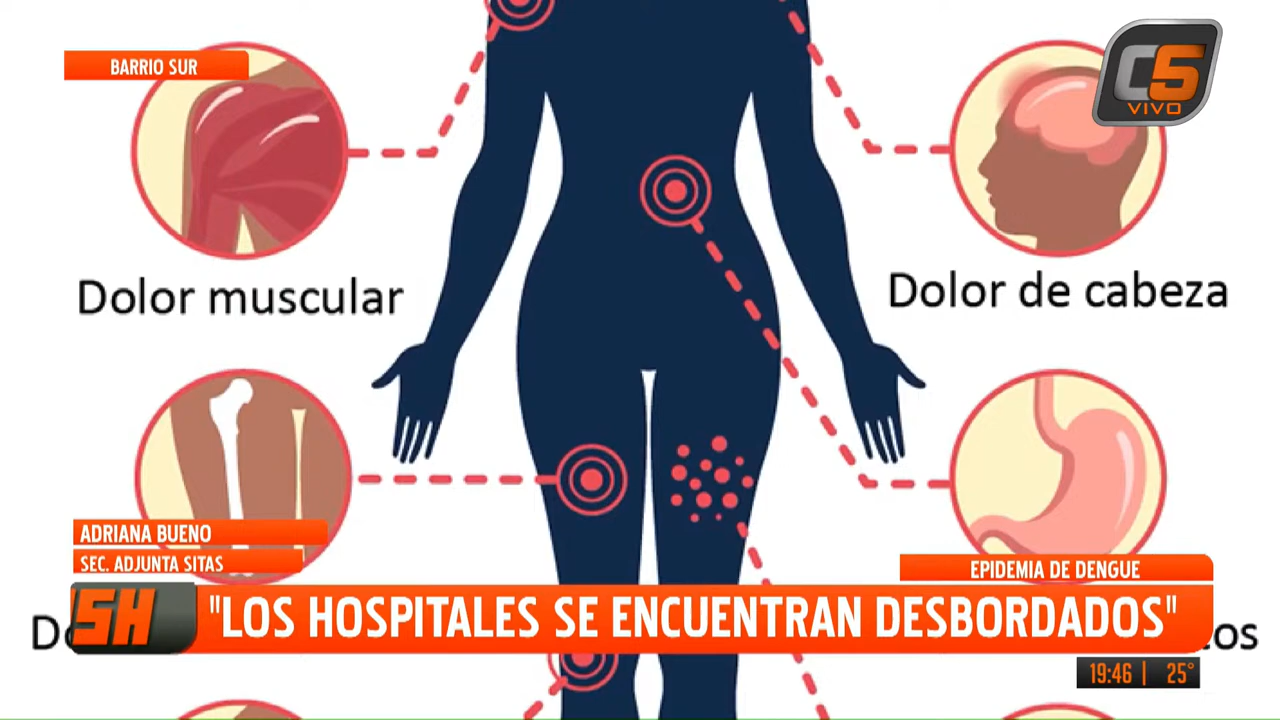 BARRIO SUR
C5
VIVO
Dolor muscular
Dolor de cabeza
ADRIANA BUENO
SEC. ADJUNTA SITAS
EPIDEMIA DE DENGUE
5H
"LOS HOSPITALES SE ENCUENTRAN DESBORDADOS"
19:46 | 25°